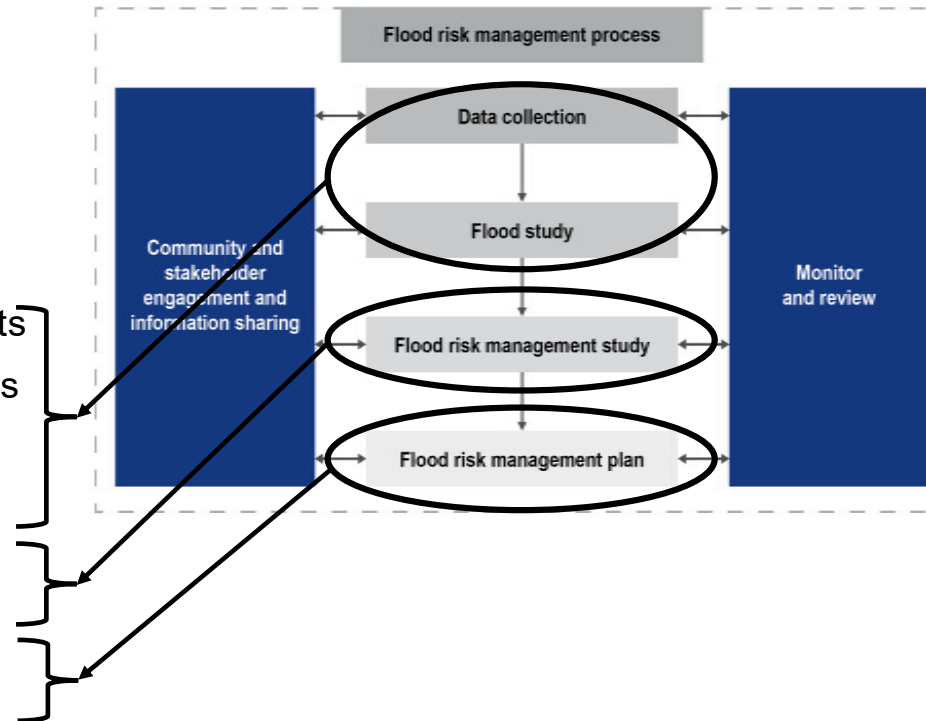 Flood risk management process
Data collection
Flood study
Community and
stakeholder
engagement and
information sharing
Monitor
and review
Flood risk management study
Flood risk management plan